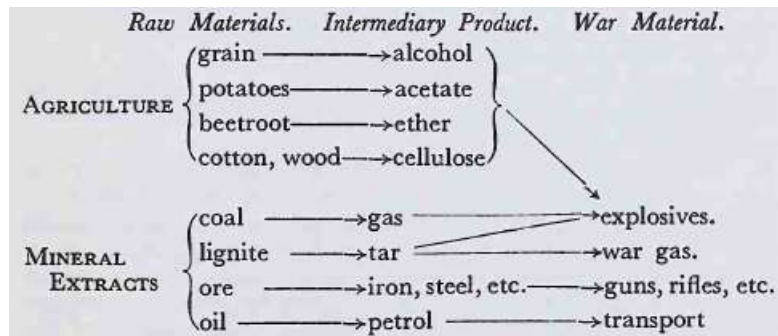 Raw Materials. Intermediary Product. War Material.
grain → alcohol
potatoes → acetate
AGRICULTURE
beetroot → ether
cotton, wood → cellulose
coal → gas → explosives.
lignite → tar → war gas.
MINERAL
EXTRACTS
ore → iron, steel, etc. → guns, rifles, etc.
oil → petrol → transport